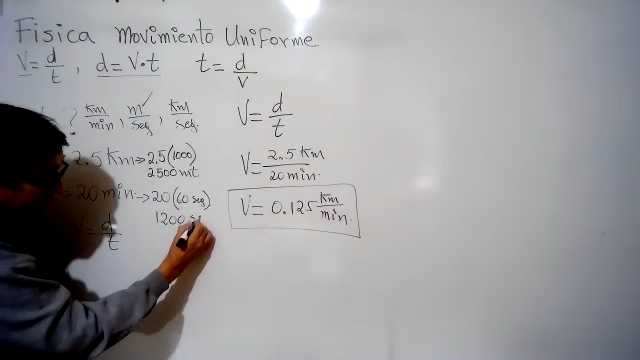 Fisica Movimiento Uniforme.
V = d/t , d = V·t t = d/v
? Km/min , m/seg , Km/seg.
V = d/t
2.5 Km → 2.5(1000)
2500 mt
V = 2.5 Km/20 min.
= 20 min → 20(60 seg)
1200
V = 0.125 Km/min.
V = d/t